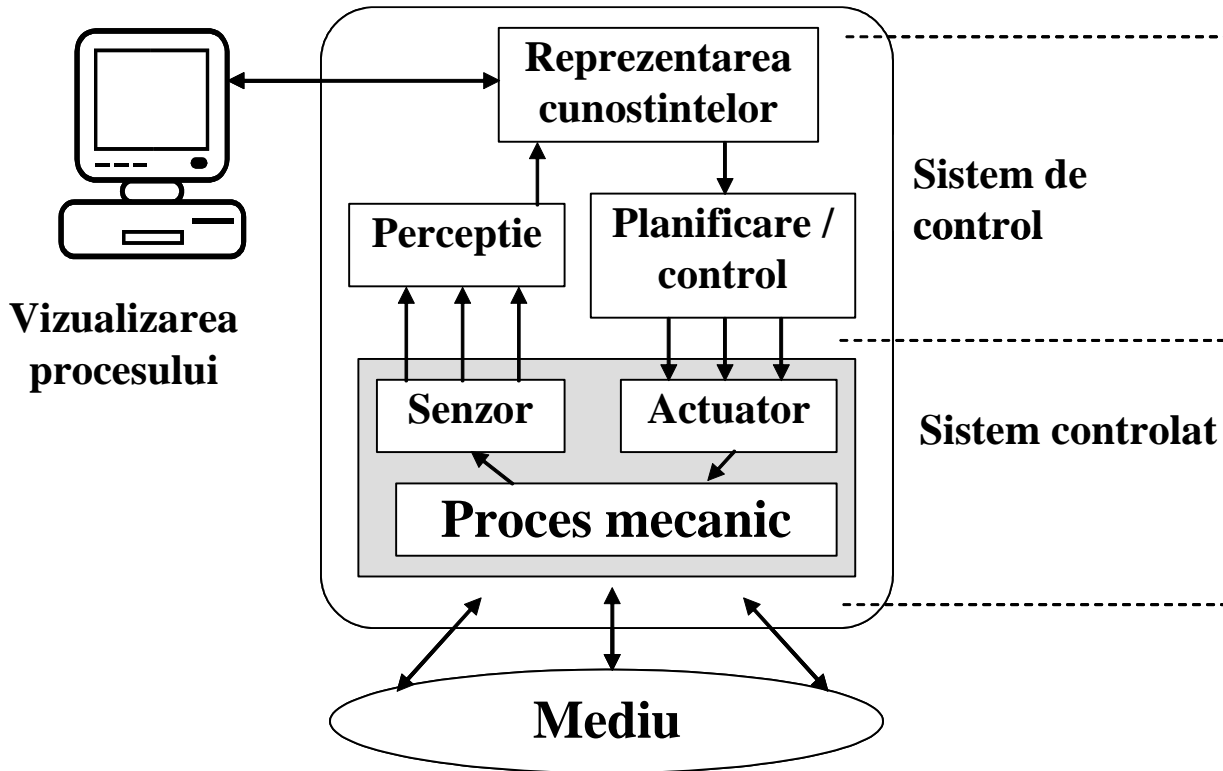 Reprezentarea
cunostintelor
Sistem de
control
Perceptie
Planificare /
control
Vizualizarea
procesului
Senzor
Actuator
Sistem controlat
Proces mecanic
Mediu